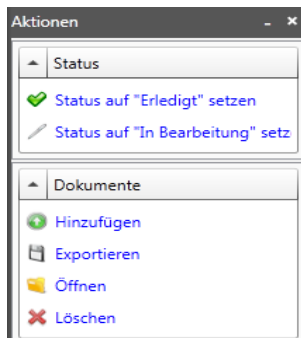 Aktionen
Status
Status auf "Erledigt" setzen
Status auf "In Bearbeitung" setz
Dokumente
Hinzufügen
Exportieren
Öffnen
Löschen